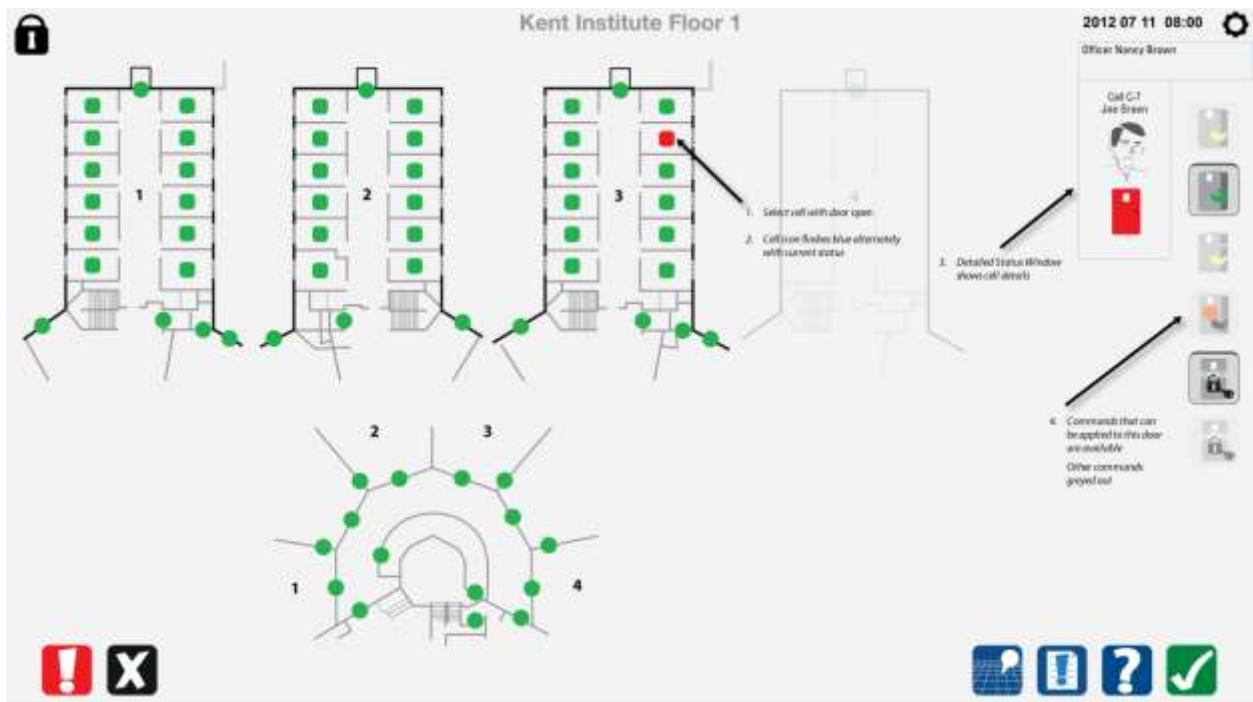 Kent Institute Floor 1
2012 07 11 08:00
Officer Nancy Brown
Cell C-7
Joe Breen
1
2
3
4
1. Select cell with door open
2. Cell icon flashes blue alternately
with current status
3. Detailed Status Window
shows cell details
4. Commands that can
be applied to this door
are available
Other commands
greyed out
2
3
1
4